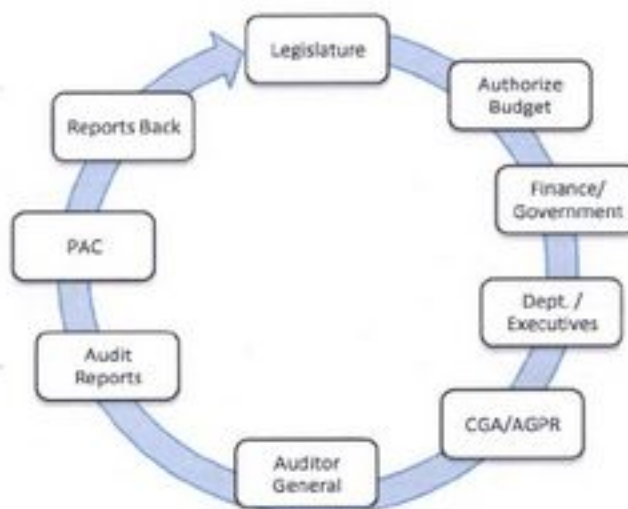 Legislature
Authorize
Budget
Finance/
Government
Dept. /
Executives
CGA/AGPR
Auditor
General
Audit
Reports
PAC
Reports Back